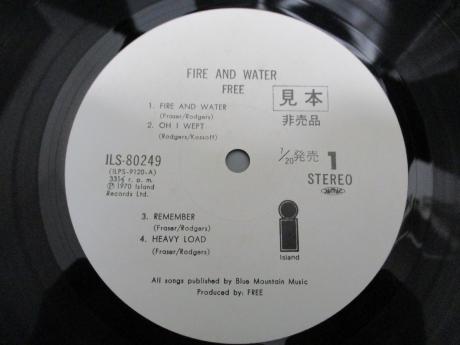 FIRE AND WATER
FREE
見本
非売品
1. FIRE AND WATER
(Fraser/Rodgers)
2. OH I WEPT
(Rodgers/Kossoff)
ILS-80249
(ILPS-9120-A)
33⅓ r. p. m.
Ⓟ1970 Island
Records Ltd.
1/20発売
1
STEREO
3. REMEMBER
(Fraser/Rodgers)
4. HEAVY LOAD
(Fraser/Rodgers)
Island
All songs published by Blue Mountain Music
Produced by: FREE